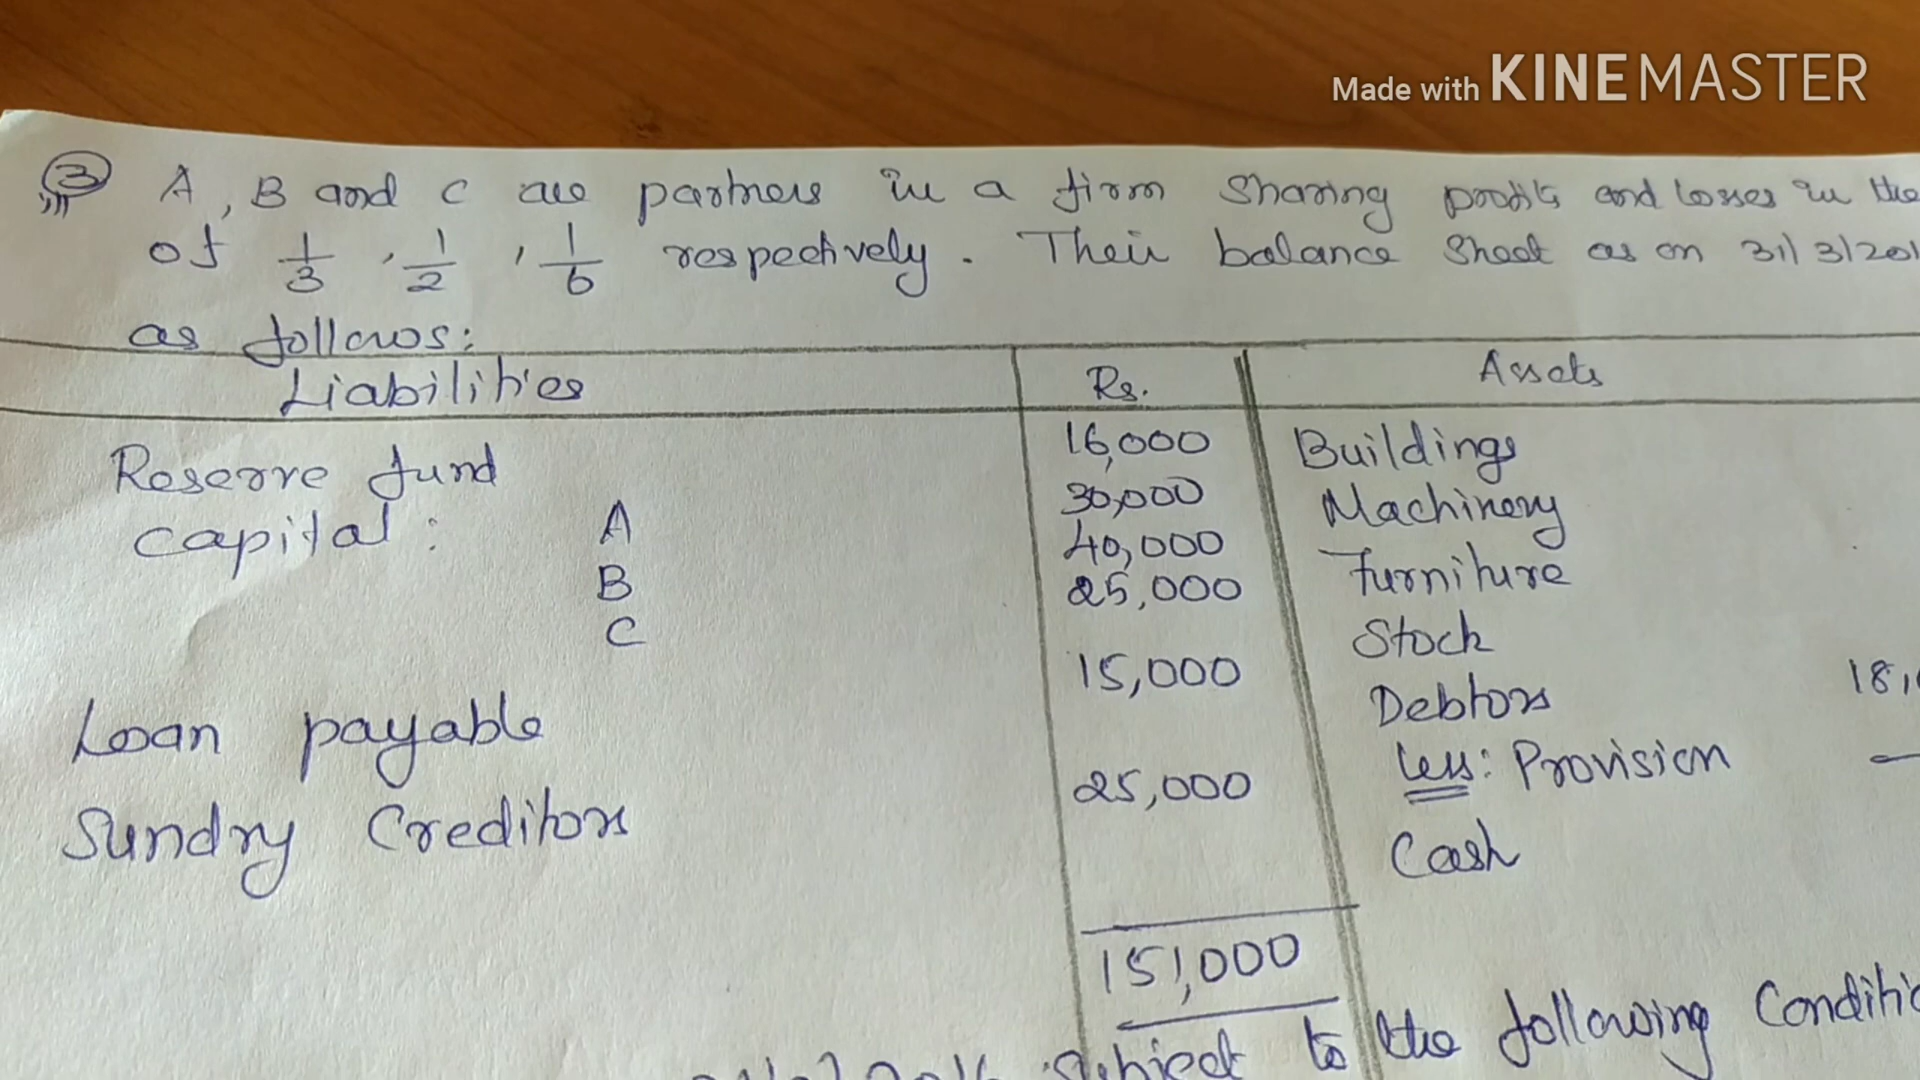 Made with KINEMASTER
3 A, B and C are partners in a firm sharing profits and losses in the
of 1/3, 1/2, 1/6 respectively. Their balance sheet as on 31/3/201
as follows:
Liabilities Rs. Assets
Reserve fund 16,000 Buildings
Capital: A 30,000 Machinery
B 40,000 Furniture
C 25,000 Stock
Loan payable 15,000 Debtors 18,
Sundry Creditors 25,000 Less: Provision
Cash
151,000
subject to the following